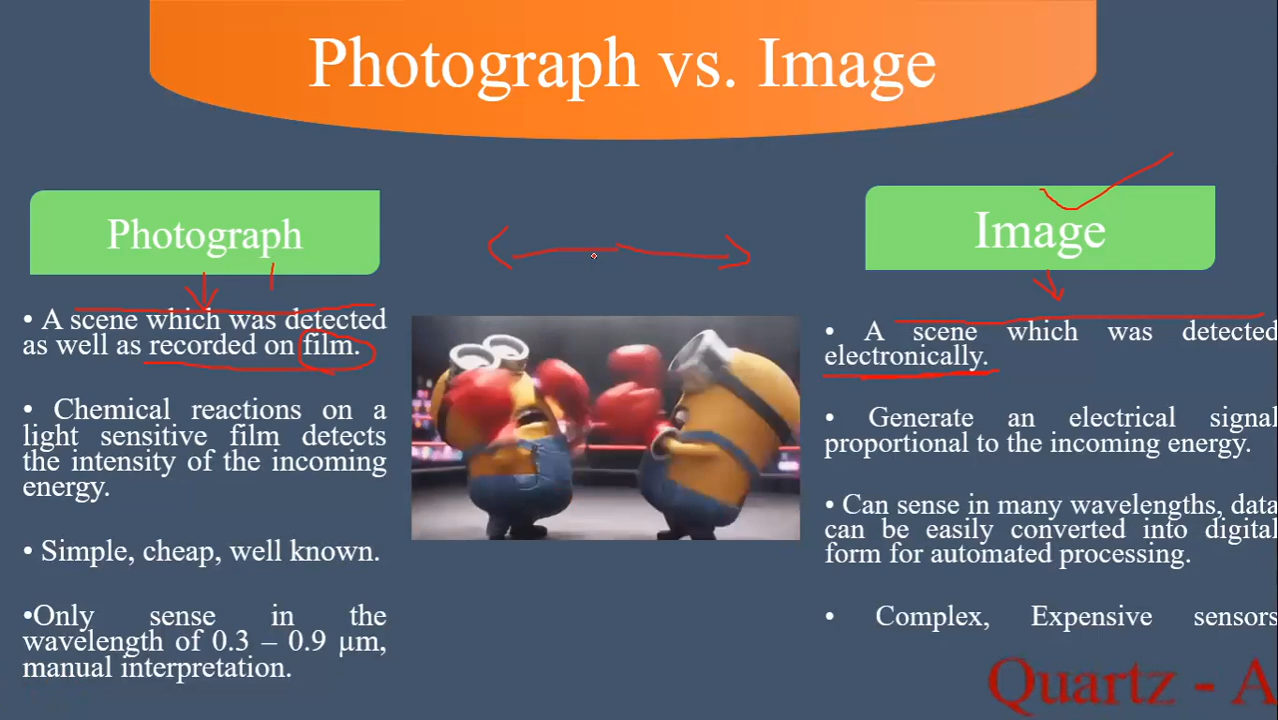 Photograph vs. Image
Photograph
• A scene which was detected
as well as recorded on film.
• Chemical reactions on a
light sensitive film detects
the intensity of the incoming
energy.
• Simple, cheap, well known.
•Only sense in the
wavelength of 0.3 – 0.9 μm,
manual interpretation.
Image
• A scene which was detected
electronically.
• Generate an electrical signal
proportional to the incoming energy.
• Can sense in many wavelengths, data
can be easily converted into digital
form for automated processing.
• Complex, Expensive sensors
Quartz - A